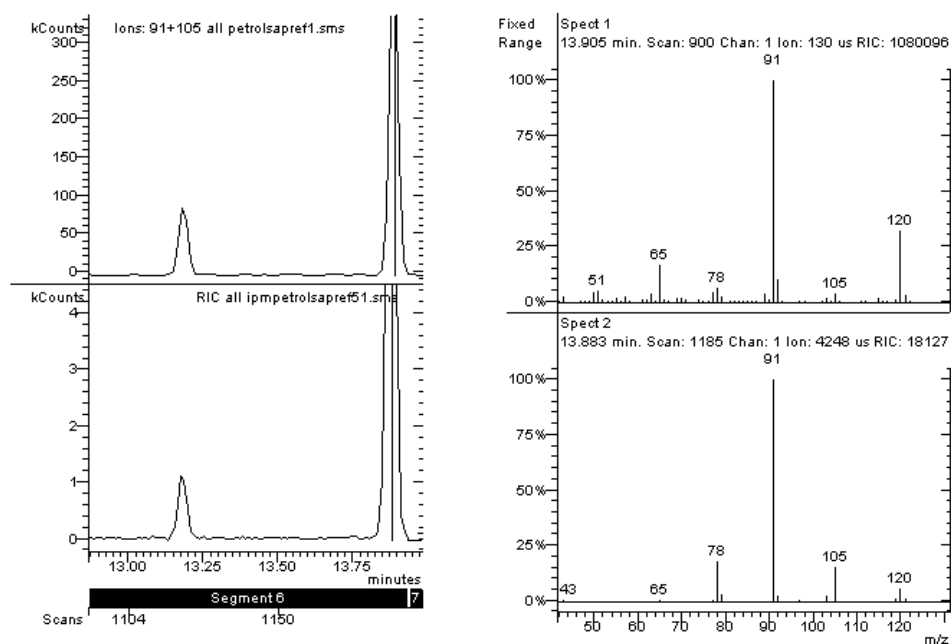 kCounts
Ions: 91+105 all petrolsapref1.sms
300
250
200
150
100
50
0
kCounts
RIC all ipmpetrolsapref51.sms
4
3
2
1
0
13.00 13.25 13.50 13.75
minutes
Segment 6 7
Scans 1104 1150
Fixed
Range
Spect 1
13.905 min. Scan: 900 Chan: 1 Ion: 130 us RIC: 1080096
91
100%
75%
50%
25%
0%
51 65 78 105 120
Spect 2
13.883 min. Scan: 1185 Chan: 1 Ion: 4248 us RIC: 18127
91
100%
75%
50%
25%
0%
43 65 78 105 120
50 60 70 80 90 100 110 120 130
m/z